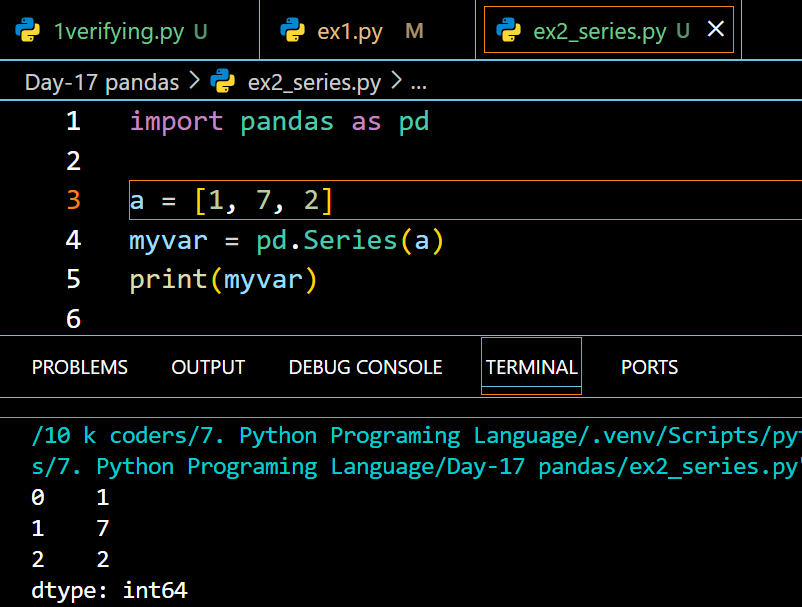 1verifying.py U ex1.py M ex2_series.py U
Day-17 pandas > ex2_series.py > ...
1 import pandas as pd
2
3 a = [1, 7, 2]
4 myvar = pd.Series(a)
5 print(myvar)
6
PROBLEMS OUTPUT DEBUG CONSOLE TERMINAL PORTS
/10 k coders/7. Python Programing Language/.venv/Scripts/pyt
s/7. Python Programing Language/Day-17 pandas/ex2_series.py'
0 1
1 7
2 2
dtype: int64